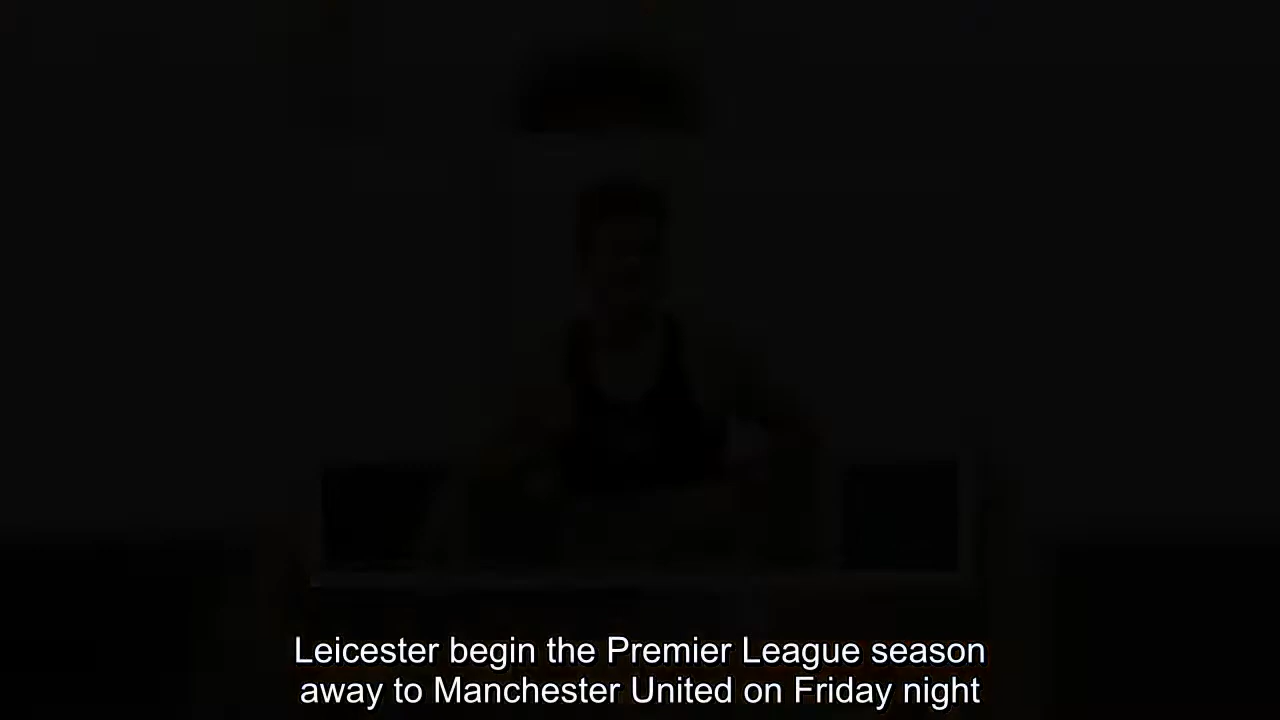 Leicester begin the Premier League season
away to Manchester United on Friday night